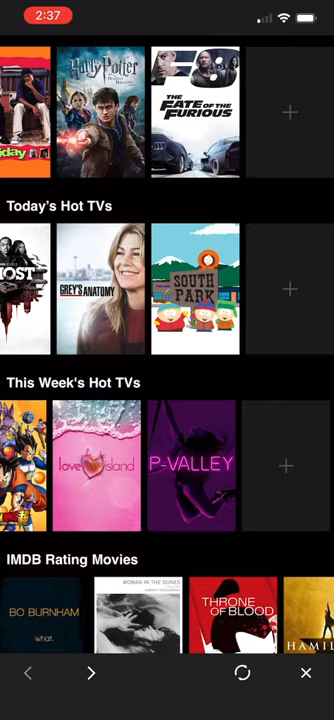 2:37
iday
Harry Potter
F8
THE
FATE OF THE
FURIOUS
Today's Hot TVs
HOST
GREY'S ANATOMY
SOUTH
PARK
This Week's Hot TVs
love island
P-VALLEY
IMDB Rating Movies
BO BURNHAM
what.
WOMAN IN THE DUNES
THRONE
OF BLOOD
HAMIL